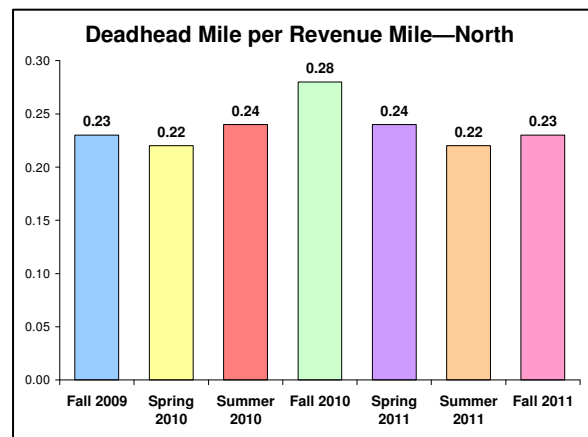 Deadhead Mile per Revenue Mile—North
0.30
0.25
0.20
0.15
0.10
0.05
0.00
0.23
0.22
0.24
0.28
0.24
0.22
0.23
Fall 2009
Spring
2010
Summer
2010
Fall 2010
Spring
2011
Summer
2011
Fall 2011